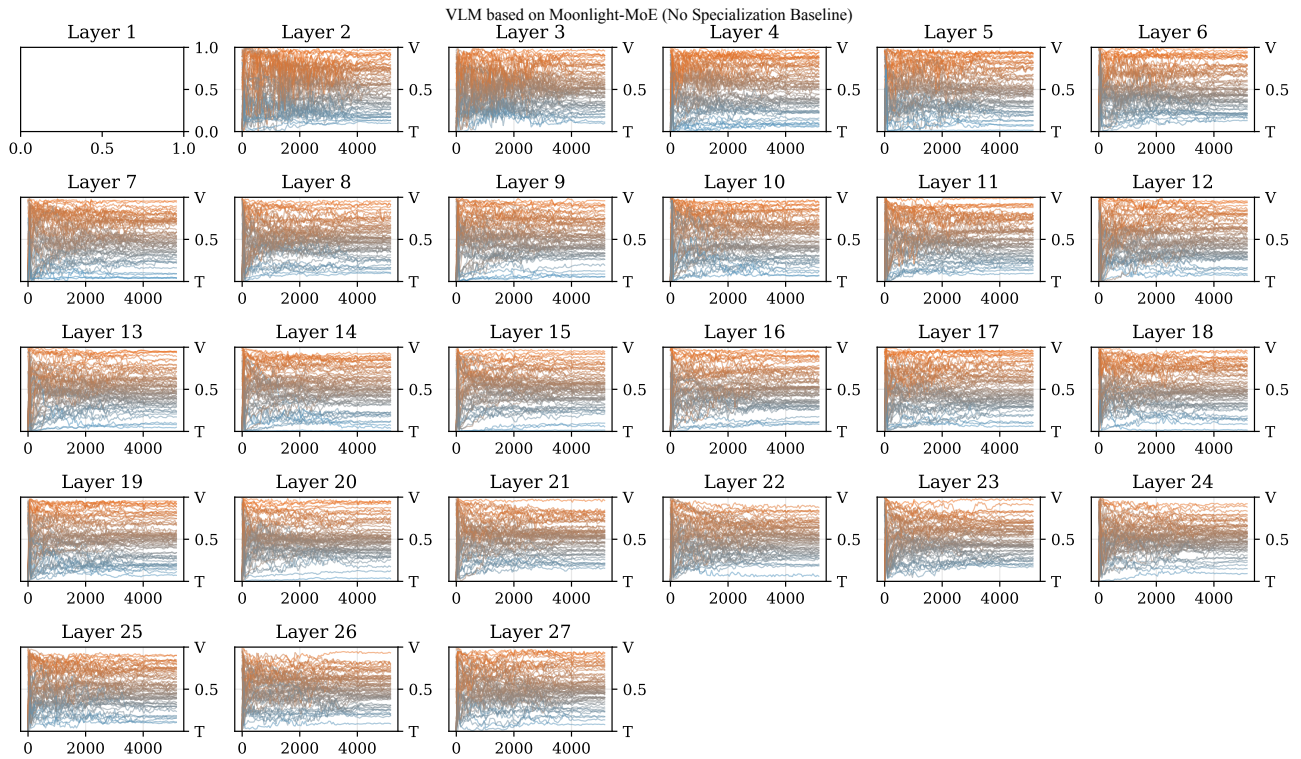 VLM based on Moonlight-MoE (No Specialization Baseline)
Layer 1 Layer 2 Layer 3 Layer 4 Layer 5 Layer 6
1.0 V V V V V
0.5 0.5 0.5 0.5 0.5 0.5
0.0 T T T T T
0.0 0.5 1.0 0 2000 4000 0 2000 4000 0 2000 4000 0 2000 4000 0 2000 4000
Layer 7 Layer 8 Layer 9 Layer 10 Layer 11 Layer 12
V V V V V V
0.5 0.5 0.5 0.5 0.5 0.5
T T T T T T
0 2000 4000 0 2000 4000 0 2000 4000 0 2000 4000 0 2000 4000 0 2000 4000
Layer 13 Layer 14 Layer 15 Layer 16 Layer 17 Layer 18
V V V V V V
0.5 0.5 0.5 0.5 0.5 0.5
T T T T T T
0 2000 4000 0 2000 4000 0 2000 4000 0 2000 4000 0 2000 4000 0 2000 4000
Layer 19 Layer 20 Layer 21 Layer 22 Layer 23 Layer 24
V V V V V V
0.5 0.5 0.5 0.5 0.5 0.5
T T T T T T
0 2000 4000 0 2000 4000 0 2000 4000 0 2000 4000 0 2000 4000 0 2000 4000
Layer 25 Layer 26 Layer 27
V V V
0.5 0.5 0.5
T T T
0 2000 4000 0 2000 4000 0 2000 4000